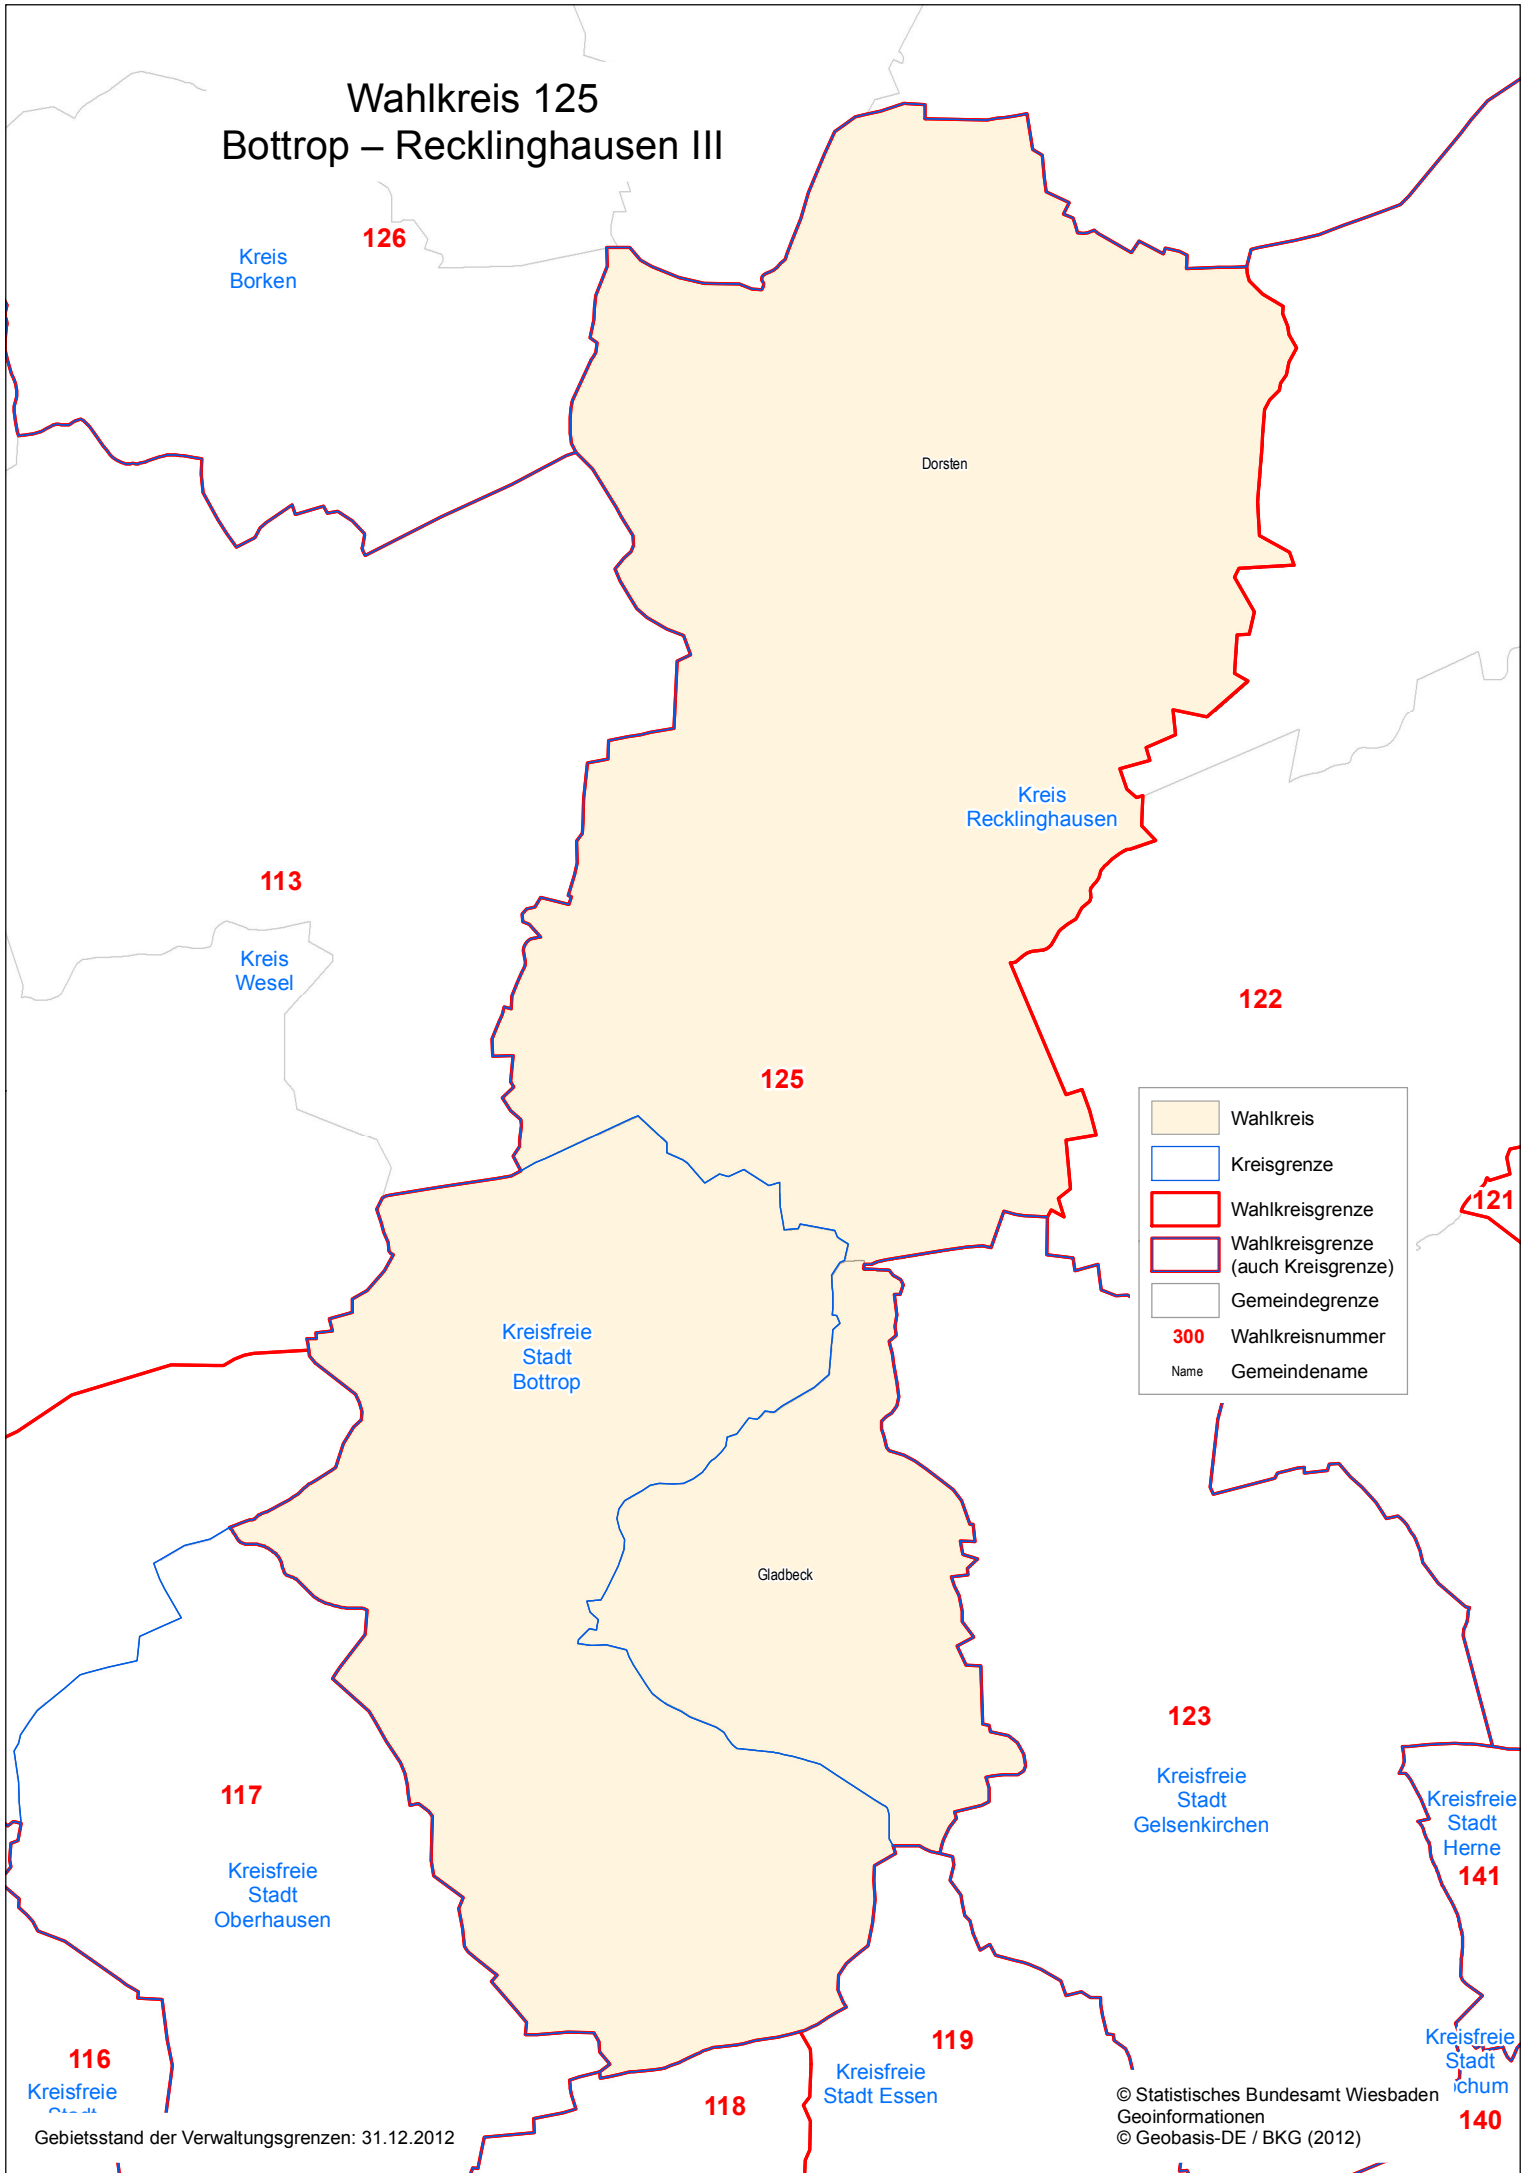 Wahlkreis 125
Bottrop – Recklinghausen III
126
Kreis
Borken
Dorsten
Kreis
Recklinghausen
113
Kreis
Wesel
122
125
Wahlkreis
Kreisgrenze
Wahlkreisgrenze
Wahlkreisgrenze
(auch Kreisgrenze)
Gemeindegrenze
300 Wahlkreisnummer
Name Gemeindename
121
Kreisfreie
Stadt
Bottrop
Gladbeck
123
Kreisfreie
Stadt
Gelsenkirchen
117
Kreisfreie
Stadt
Oberhausen
Kreisfreie
Stadt
Herne
141
116
Kreisfreie
119
Kreisfreie
Stadt Essen
118
Kreisfreie
Stadt
chum
140
Gebietsstand der Verwaltungsgrenzen: 31.12.2012
© Statistisches Bundesamt Wiesbaden
Geoinformationen
© Geobasis-DE / BKG (2012)